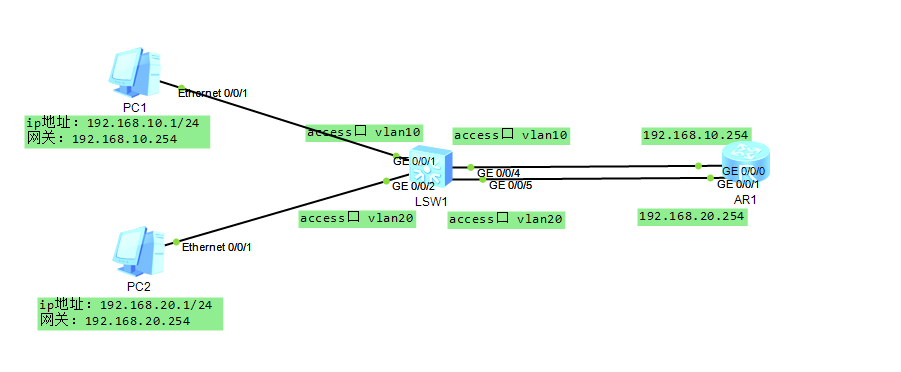 Ethernet 0/0/1
PC1
ip地址：192.168.10.1/24
网关：192.168.10.254
access口 vlan10
access口 vlan10
192.168.10.254
GE 0/0/1
GE 0/0/4
GE 0/0/0
GE 0/0/2
GE 0/0/5
GE 0/0/1
LSW1
AR1
access口 vlan20
access口 vlan20
192.168.20.254
Ethernet 0/0/1
PC2
ip地址：192.168.20.1/24
网关：192.168.20.254